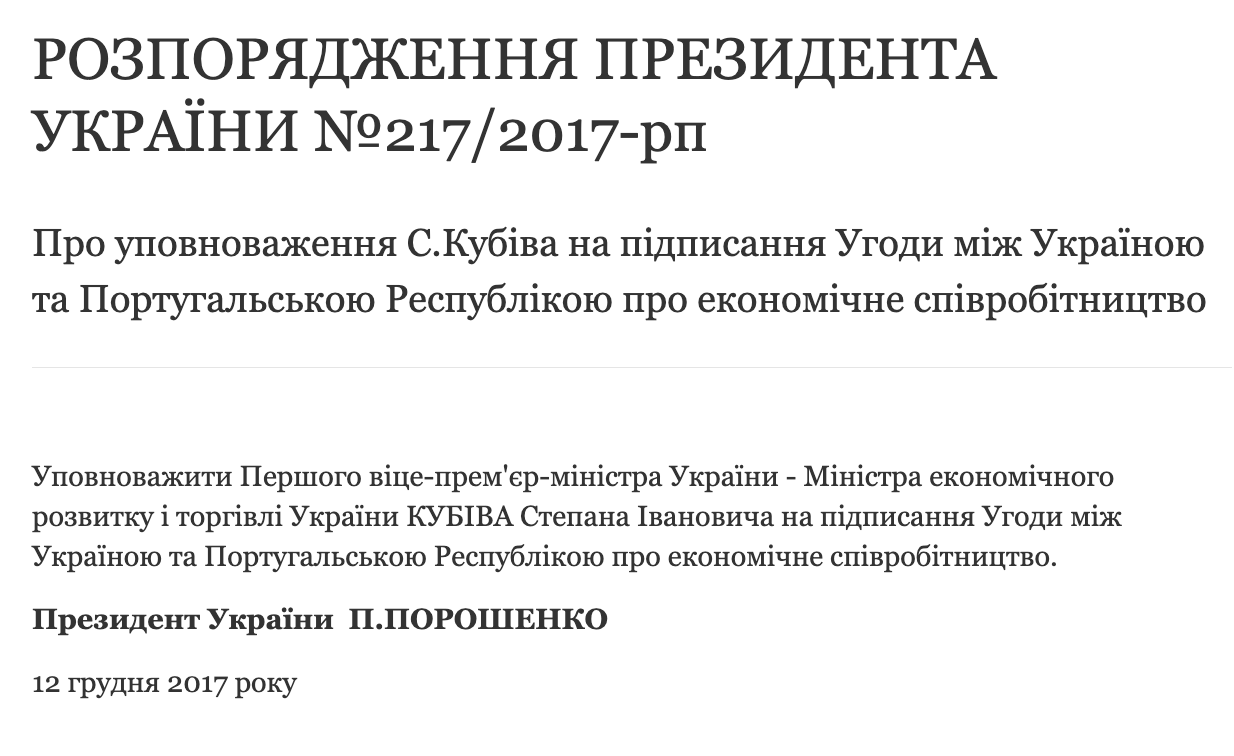 РОЗПОРЯДЖЕННЯ ПРЕЗИДЕНТА
УКРАЇНИ №217/2017-рп
Про уповноваження С.Кубіва на підписання Угоди між Україною
та Португальською Республікою про економічне співробітництво
Уповноважити Першого віце-прем'єр-міністра України - Міністра економічного
розвитку і торгівлі України КУБІВА Степана Івановича на підписання Угоди між
Україною та Португальською Республікою про економічне співробітництво.
Президент України  П.ПОРОШЕНКО
12 грудня 2017 року